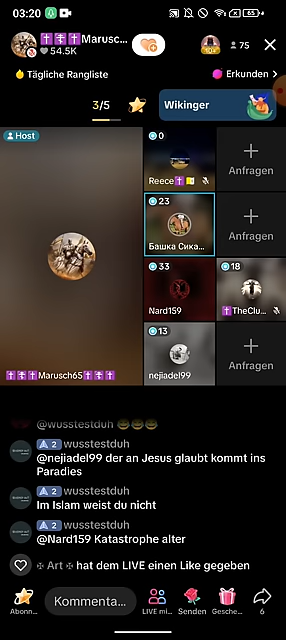 03:20
65
✝️☦️✝️Marusc...
54.5K
75
Tägliche Rangliste
Erkunden >
3/5
Wikinger
Host
✝️✝️✝️Marusch65✝️✝️✝️
0
Reece✝️
Anfragen
23
Башка Сика...
Anfragen
33
Nard159
18
✝️TheClu...
13
nejiadel99
Anfragen
@wusstestduh 😂😂😂
2 wusstestduh
@nejiadel99 der an Jesus glaubt kommt ins
Paradies
2 wusstestduh
Im Islam weist du nicht
2 wusstestduh
@Nard159 Katastrophe alter
✠ Art ✠ hat dem LIVE einen Like gegeben
Abonn...
Kommenta...
LIVE mi...
Senden
Gesche...
6